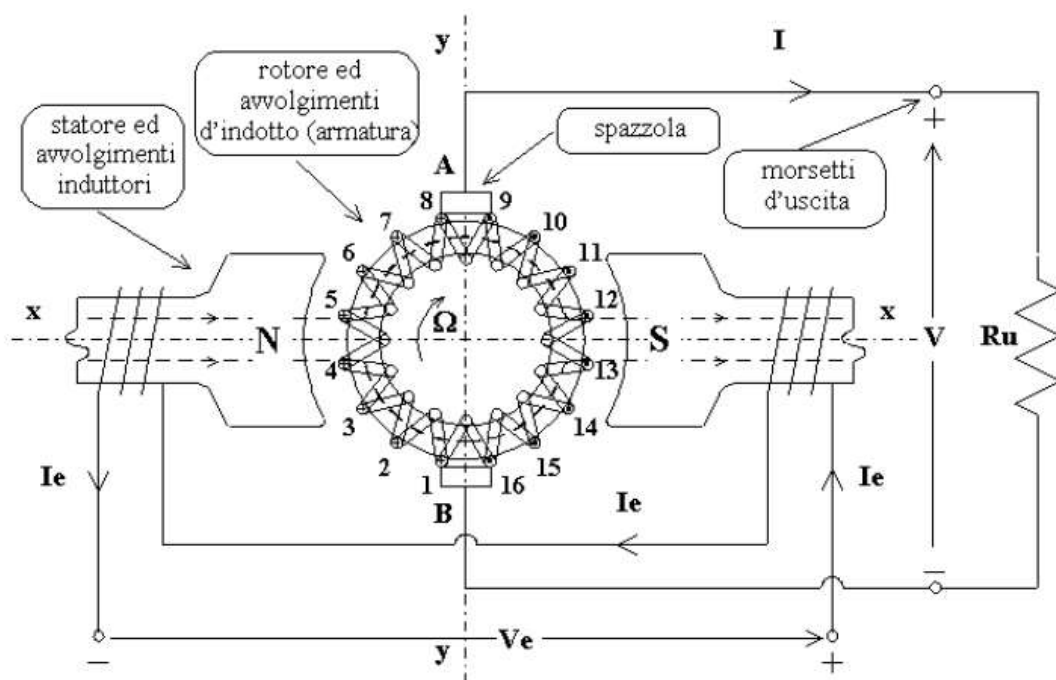 y
I
rotore ed
avvolgimenti
d'indotto (armatura)
statore ed
avvolgimenti
induttori
spazzola
+
morsetti
d'uscita
A
8
9
7
10
6
11
5
12
x
Ω
x
N
S
V
Ru
4
13
3
14
2
15
1
16
B
Ie
Ie
Ie
–
Ve
–
y
+